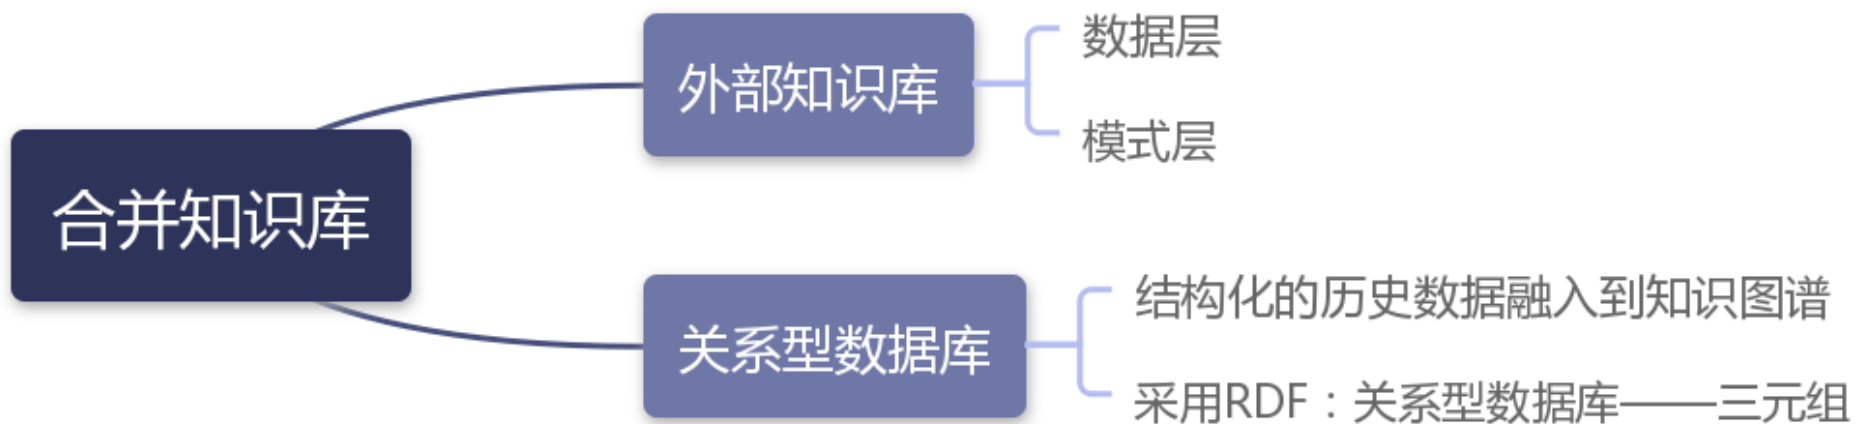 合并知识库
外部知识库
数据层
模式层
关系型数据库
结构化的历史数据融入到知识图谱
采用RDF：关系型数据库——三元组